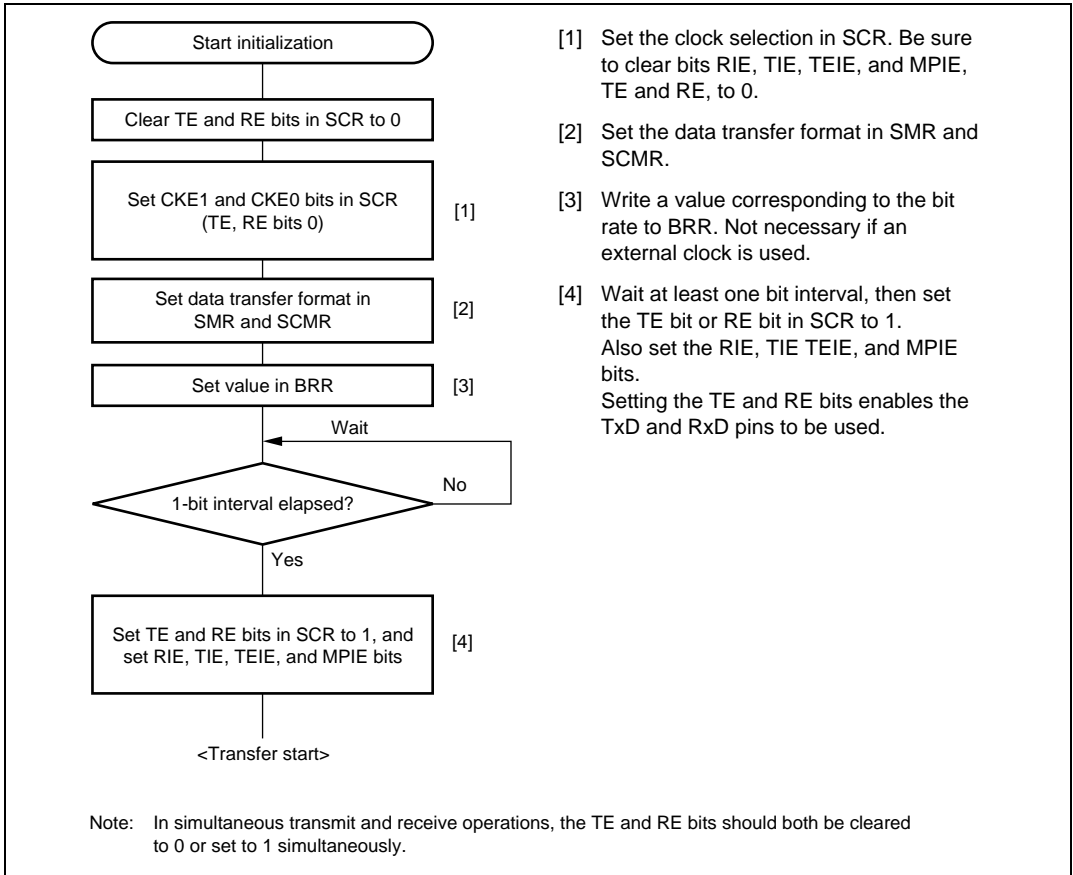 Start initialization
Clear TE and RE bits in SCR to 0
Set CKE1 and CKE0 bits in SCR
(TE, RE bits 0)
[1]
Set data transfer format in
SMR and SCMR
[2]
Set value in BRR
[3]
Wait
No
1-bit interval elapsed?
Yes
Set TE and RE bits in SCR to 1, and
set RIE, TIE, TEIE, and MPIE bits
[4]
<Transfer start>
[1] Set the clock selection in SCR. Be sure
to clear bits RIE, TIE, TEIE, and MPIE,
TE and RE, to 0.
[2] Set the data transfer format in SMR and
SCMR.
[3] Write a value corresponding to the bit
rate to BRR. Not necessary if an
external clock is used.
[4] Wait at least one bit interval, then set
the TE bit or RE bit in SCR to 1.
Also set the RIE, TIE TEIE, and MPIE
bits.
Setting the TE and RE bits enables the
TxD and RxD pins to be used.
Note: In simultaneous transmit and receive operations, the TE and RE bits should both be cleared
to 0 or set to 1 simultaneously.